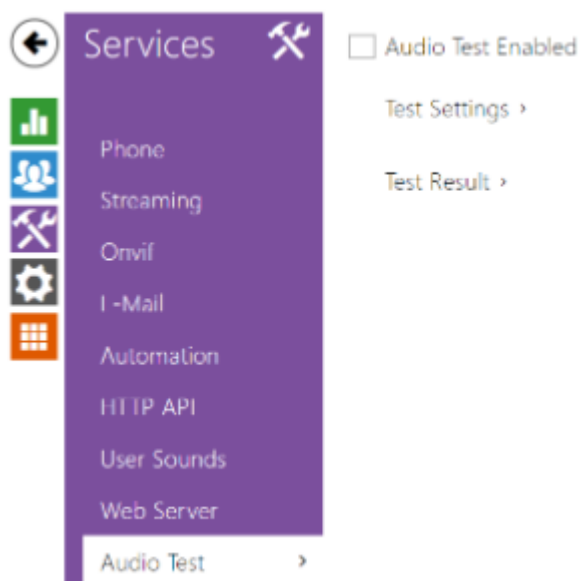 Services
Phone
Streaming
Onvif
E-Mail
Automation
HTTP API
User Sounds
Web Server
Audio Test ›
Audio Test Enabled
Test Settings ›
Test Result ›